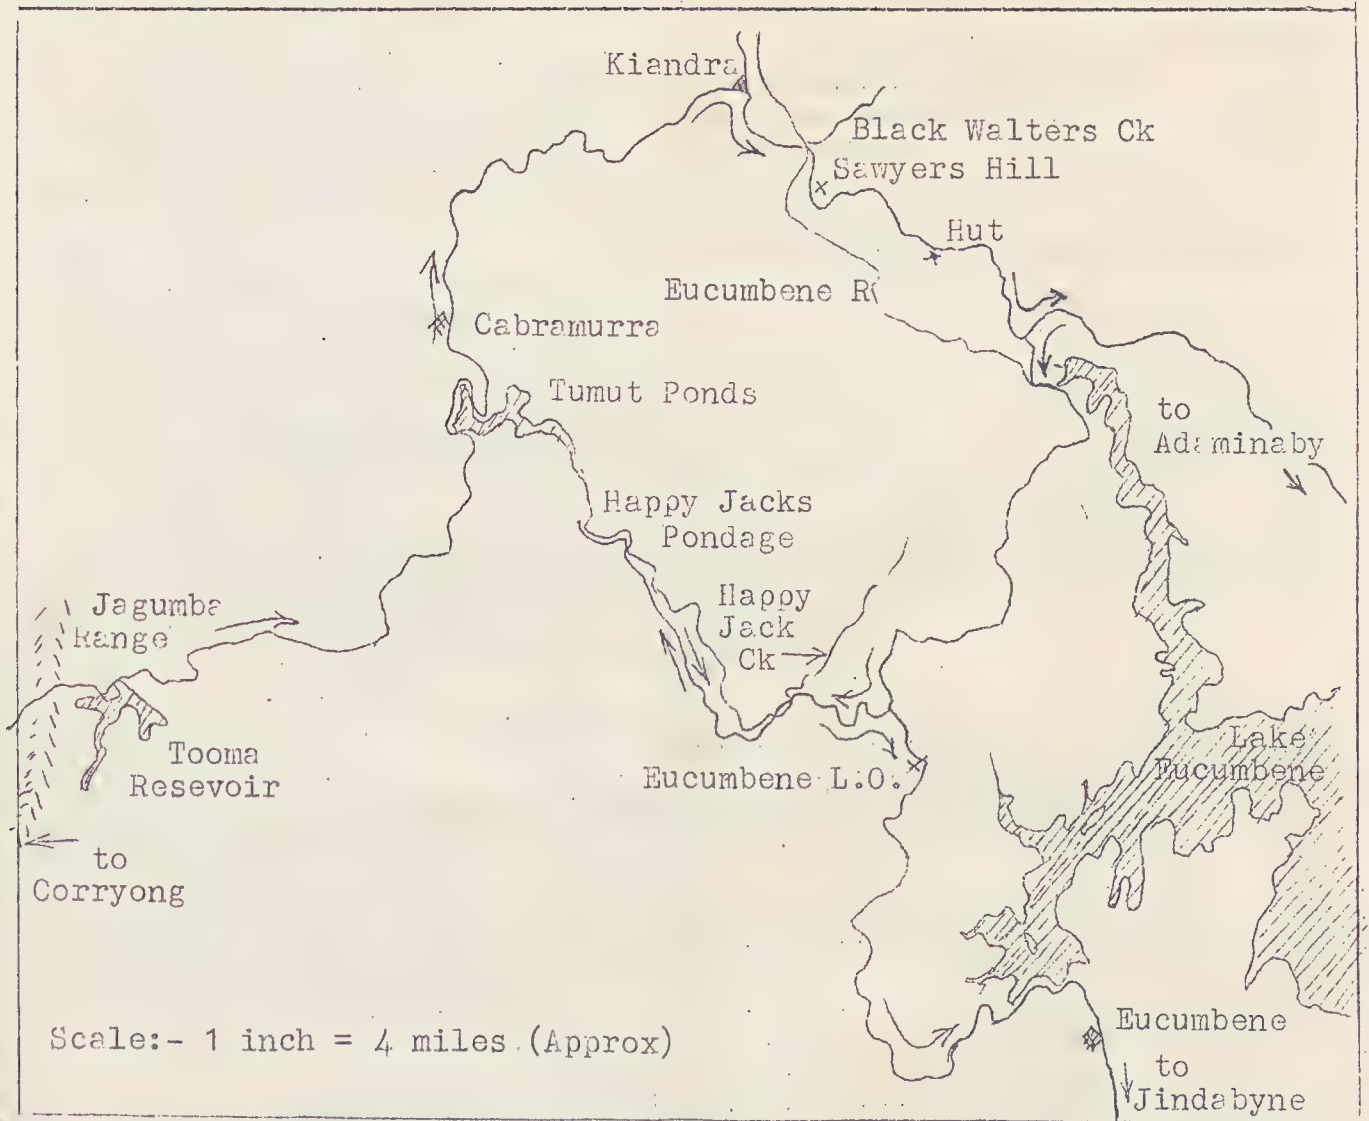 Kiandra
Black Walters Ck
Sawyers Hill
Hut
Eucumbene R
Cabramurra
Tumut Ponds
to
Adaminaby
Happy Jacks
Pondage
Happy
Jack
Ck
Jagumba
Range
Tooma
Resevoir
Eucumbene L.O.
Lake
Eucumbene
to
Corryong
Scale:- 1 inch = 4 miles (Approx)
Eucumbene
to
Jindabyne